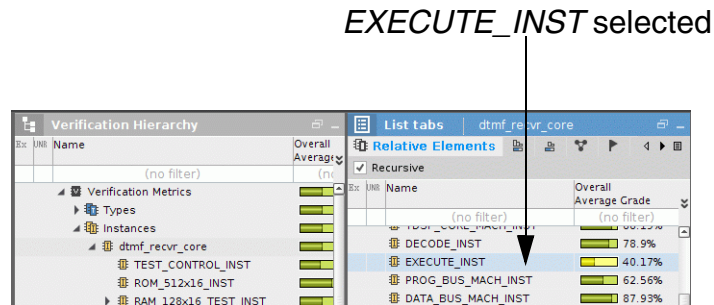 EXECUTE_INST selected
Verification Hierarchy
Ex UNR Name Overall Average
(no filter)
Verification Metrics
Types
Instances
dtmf_recvr_core
TEST_CONTROL_INST
ROM_512x16_INST
RAM_128x16_TEST_INST
List tabs dtmf_recvr_core
Relative Elements
Recursive
Ex UNR Name Overall Average Grade
(no filter) (no filter)
TDSP_CORE_MACH_INST
DECODE_INST 78.9%
EXECUTE_INST 40.17%
PROG_BUS_MACH_INST 62.56%
DATA_BUS_MACH_INST 87.93%